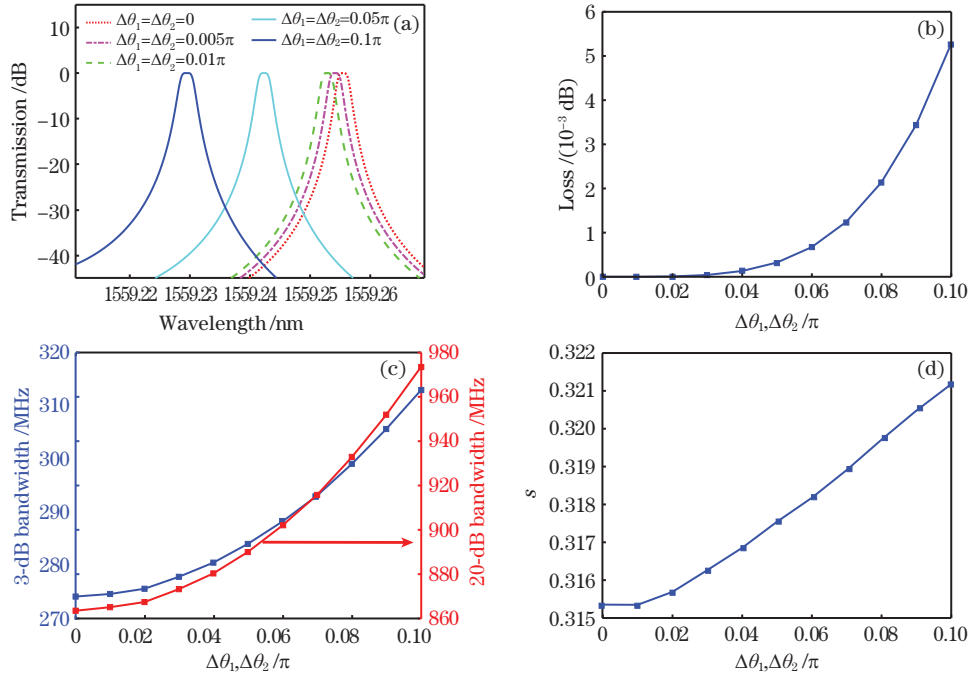 (a)
Δθ₁=Δθ₂=0
Δθ₁=Δθ₂=0.005π
Δθ₁=Δθ₂=0.01π
Δθ₁=Δθ₂=0.05π
Δθ₁=Δθ₂=0.1π
Transmission /dB
10
0
−10
−20
−30
−40
1559.22 1559.23 1559.24 1559.25 1559.26
Wavelength /nm
(b)
Loss /(10⁻³ dB)
6
5
4
3
2
1
0
0 0.02 0.04 0.06 0.08 0.10
Δθ₁,Δθ₂/π
(c)
3-dB bandwidth /MHz
320
310
300
290
280
270
20-dB bandwidth /MHz
980
960
940
920
900
880
860
0 0.02 0.04 0.06 0.08 0.10
Δθ₁,Δθ₂/π
(d)
s
0.322
0.321
0.320
0.319
0.318
0.317
0.316
0.315
0 0.02 0.04 0.06 0.08 0.10
Δθ₁,Δθ₂/π